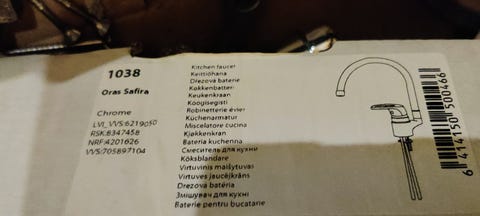 1038
Oras Safira
Chrome
LVI_VVS:6219050
RSK:8347458
NRF:4201626
VVS:705897104
Kitchen faucet
Keittiöhana
Drezova baterie
Køkkenbatteri
Keukenkraan
Köögisegisti
Robinetterie évier
Küchenarmatur
Miscelatore cucina
Kjøkkenkran
Bateria kuchenna
Смеситель для кухни
Köksblandare
Virtuvinis maišytuvas
Virtuves jaucējkrāns
Drezova batéria
Змішувач для кухні
Baterie pentru bucatarie
6 414150 500466